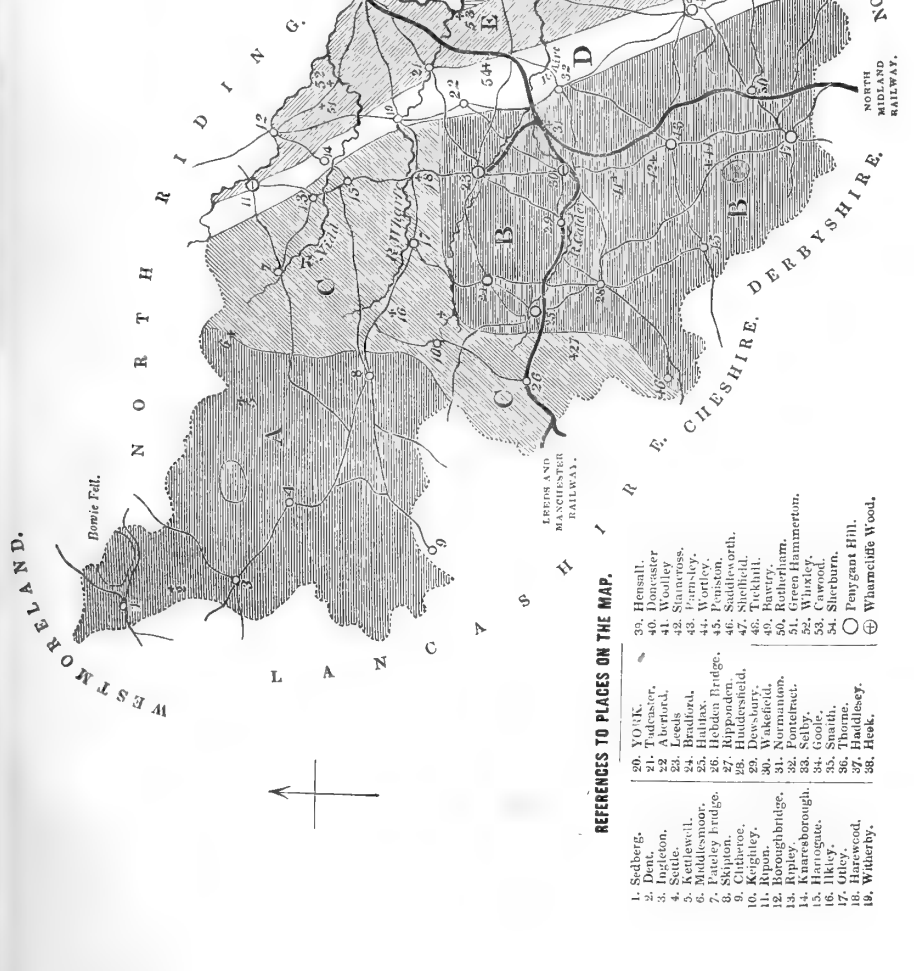 WESTMORELAND.
NORTH RIDING.
LANCASHIRE.
CHESHIRE.
DERBYSHIRE.
NO
LEEDS AND
MANCHESTER
RAILWAY.
NORTH
MIDLAND
RAILWAY.
A
B
B
C
C
D
E
R. Aire
R. Calder
REFERENCES TO PLACES ON THE MAP.
1. Sedberg.
2. Dent.
3. Ingleton.
4. Settle.
5. Kettlewell.
6. Middlesmoor.
7. Pateley bridge.
8. Skipton.
9. Clitheroe.
10. Keighley.
11. Ripon.
12. Boroughbridge.
13. Ripley.
14. Knaresborough.
15. Harrogate.
16. Ilkley.
17. Otley.
18. Harewood.
19. Witherby.
20. YORK.
21. Tadcaster.
22 Aberford.
23. Leeds
24. Bradford.
25. Halifax.
26. Hebden Bridge.
27. Ripponden.
28. Huddersfield.
29. Dewsbury.
30. Wakefield.
31. Normanton.
32. Pontefract.
33. Selby.
34. Goole.
35. Snaith.
36. Thorne.
37. Haddlesey.
38. Heek.
39. Hensall.
40. Doncaster
41. Woolley
42. Staincross.
43. Barnsley.
44. Wortley.
45. Peniston.
46. Saddleworth.
47. Sheffield.
48. Tickhill.
49. Bawtry.
50. Rotherham.
51. Green Hammerton.
52. Whixley.
53. Cawood.
54. Sherburn.
Penygant Hill.
Wharncliffe Wood.